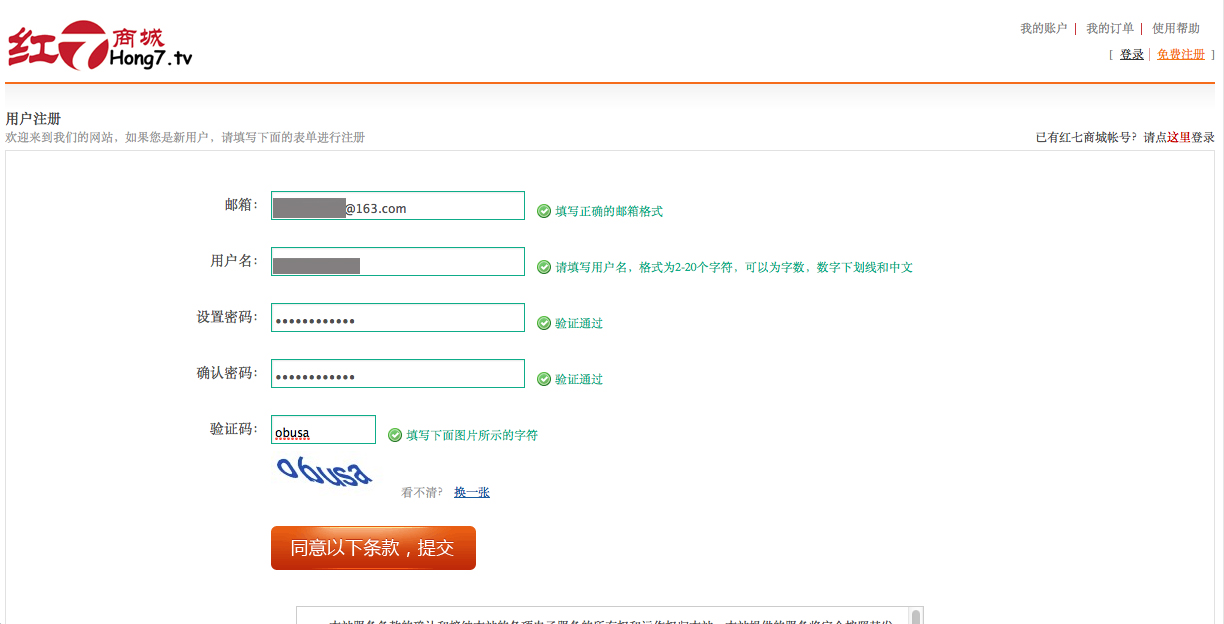 红7商城
Hong7.tv
我的账户 | 我的订单 | 使用帮助
[ 登录 | 免费注册 ]
用户注册
欢迎来到我们的网站，如果您是新用户，请填写下面的表单进行注册
已有红七商城帐号？请点这里登录
邮箱： @163.com 填写正确的邮箱格式
用户名： 请填写用户名，格式为2-20个字符，可以为字数，数字下划线和中文
设置密码： •••••••••••• 验证通过
确认密码： •••••••••••• 验证通过
验证码： obusa 填写下面图片所示的字符
obusa
看不清？ 换一张
同意以下条款，提交